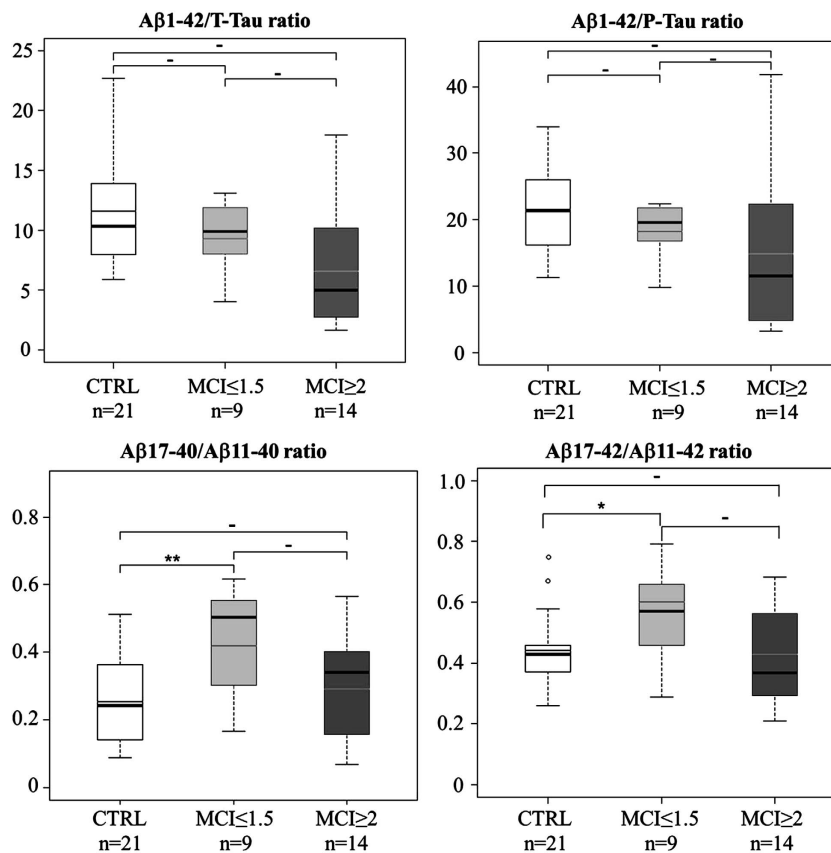 Aβ1-42/T-Tau ratio
25
20
15
10
5
0
-
-
-
CTRL MCI≤1.5 MCI≥2
n=21 n=9 n=14
Aβ1-42/P-Tau ratio
40
30
20
10
0
-
-
-
CTRL MCI≤1.5 MCI≥2
n=21 n=9 n=14
Aβ17-40/Aβ11-40 ratio
0.8
0.6
0.4
0.2
0
-
-
**
CTRL MCI≤1.5 MCI≥2
n=21 n=9 n=14
Aβ17-42/Aβ11-42 ratio
1.0
0.8
0.6
0.4
0.2
0.0
-
*
-
CTRL MCI≤1.5 MCI≥2
n=21 n=9 n=14